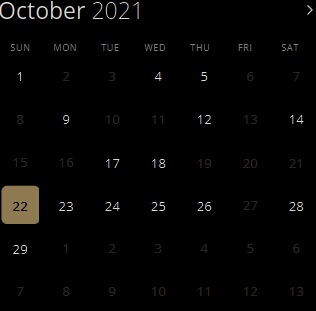 October 2021 >
SUN MON TUE WED THU FRI SAT
1 2 3 4 5 6 7
8 9 10 11 12 13 14
15 16 17 18 19 20 21
22 23 24 25 26 27 28
29 1 2 3 4 5 6
7 8 9 10 11 12 13